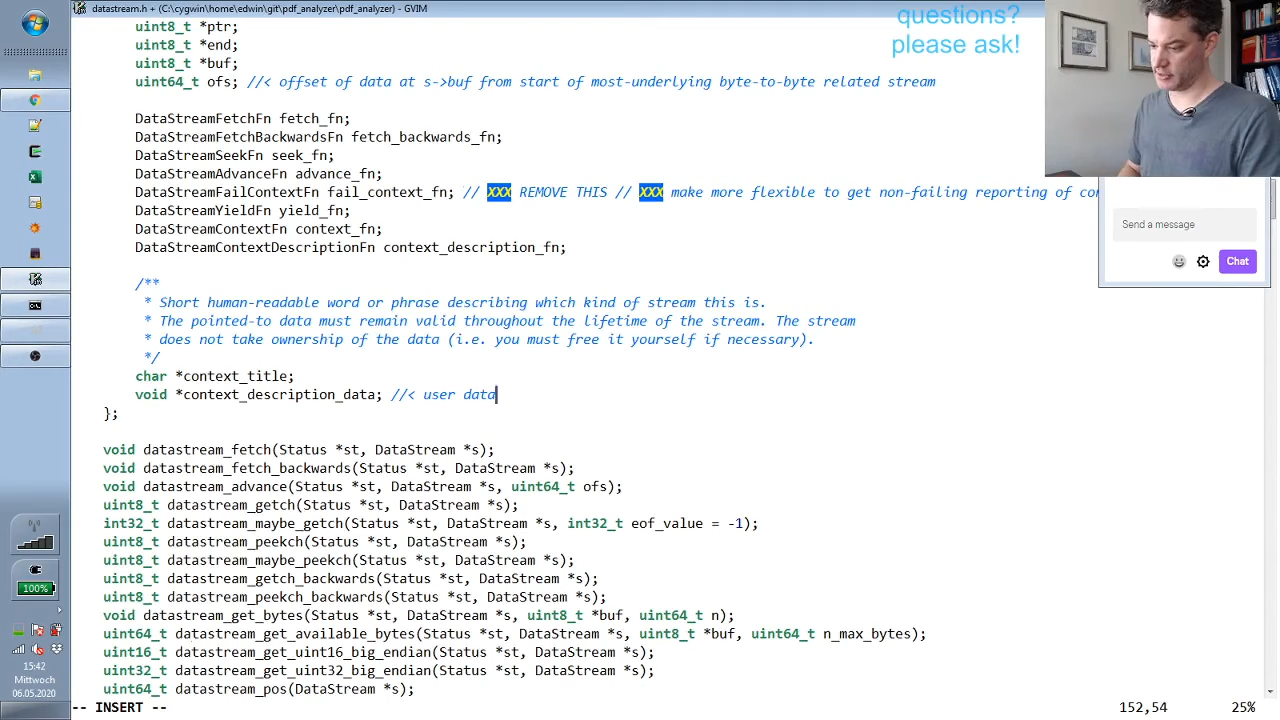 datastream.h + (C:\cygwin\home\edwin\git\pdf_analyzer\pdf_analyzer) - GVIM
questions?
please ask!
uint8_t *ptr;
uint8_t *end;
uint8_t *buf;
uint64_t ofs; //< offset of data at s->buf from start of most-underlying byte-to-byte related stream
DataStreamFetchFn fetch_fn;
DataStreamFetchBackwardsFn fetch_backwards_fn;
DataStreamSeekFn seek_fn;
DataStreamAdvanceFn advance_fn;
DataStreamFailContextFn fail_context_fn; // XXX REMOVE THIS // XXX make more flexible to get non-failing reporting of con
DataStreamYieldFn yield_fn;
DataStreamContextFn context_fn;
DataStreamContextDescriptionFn context_description_fn;
/**
* Short human-readable word or phrase describing which kind of stream this is.
* The pointed-to data must remain valid throughout the lifetime of the stream. The stream
* does not take ownership of the data (i.e. you must free it yourself if necessary).
*/
char *context_title;
void *context_description_data; //< user data
};
void datastream_fetch(Status *st, DataStream *s);
void datastream_fetch_backwards(Status *st, DataStream *s);
void datastream_advance(Status *st, DataStream *s, uint64_t ofs);
uint8_t datastream_getch(Status *st, DataStream *s);
int32_t datastream_maybe_getch(Status *st, DataStream *s, int32_t eof_value = -1);
uint8_t datastream_peekch(Status *st, DataStream *s);
uint8_t datastream_maybe_peekch(Status *st, DataStream *s);
uint8_t datastream_getch_backwards(Status *st, DataStream *s);
uint8_t datastream_peekch_backwards(Status *st, DataStream *s);
void datastream_get_bytes(Status *st, DataStream *s, uint8_t *buf, uint64_t n);
uint64_t datastream_get_available_bytes(Status *st, DataStream *s, uint8_t *buf, uint64_t n_max_bytes);
uint16_t datastream_get_uint16_big_endian(Status *st, DataStream *s);
uint32_t datastream_get_uint32_big_endian(Status *st, DataStream *s);
uint64_t datastream_pos(DataStream *s);
-- INSERT --
152,54
25%
Send a message
Chat
100%
15:42
Mittwoch
06.05.2020